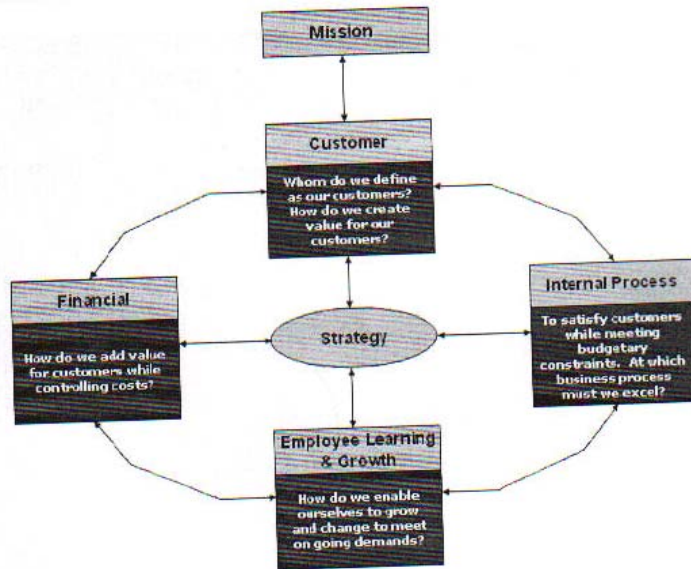 Mission
Customer
Whom do we define
as our customers?
How do we create
value for our
customers?
Financial
How do we add value
for customers while
controlling costs?
Strategy
Internal Process
To satisfy customers
while meeting
budgetary
constraints. At which
business process
must we excel?
Employee Learning
& Growth
How do we enable
ourselves to grow
and change to meet
on going demands?